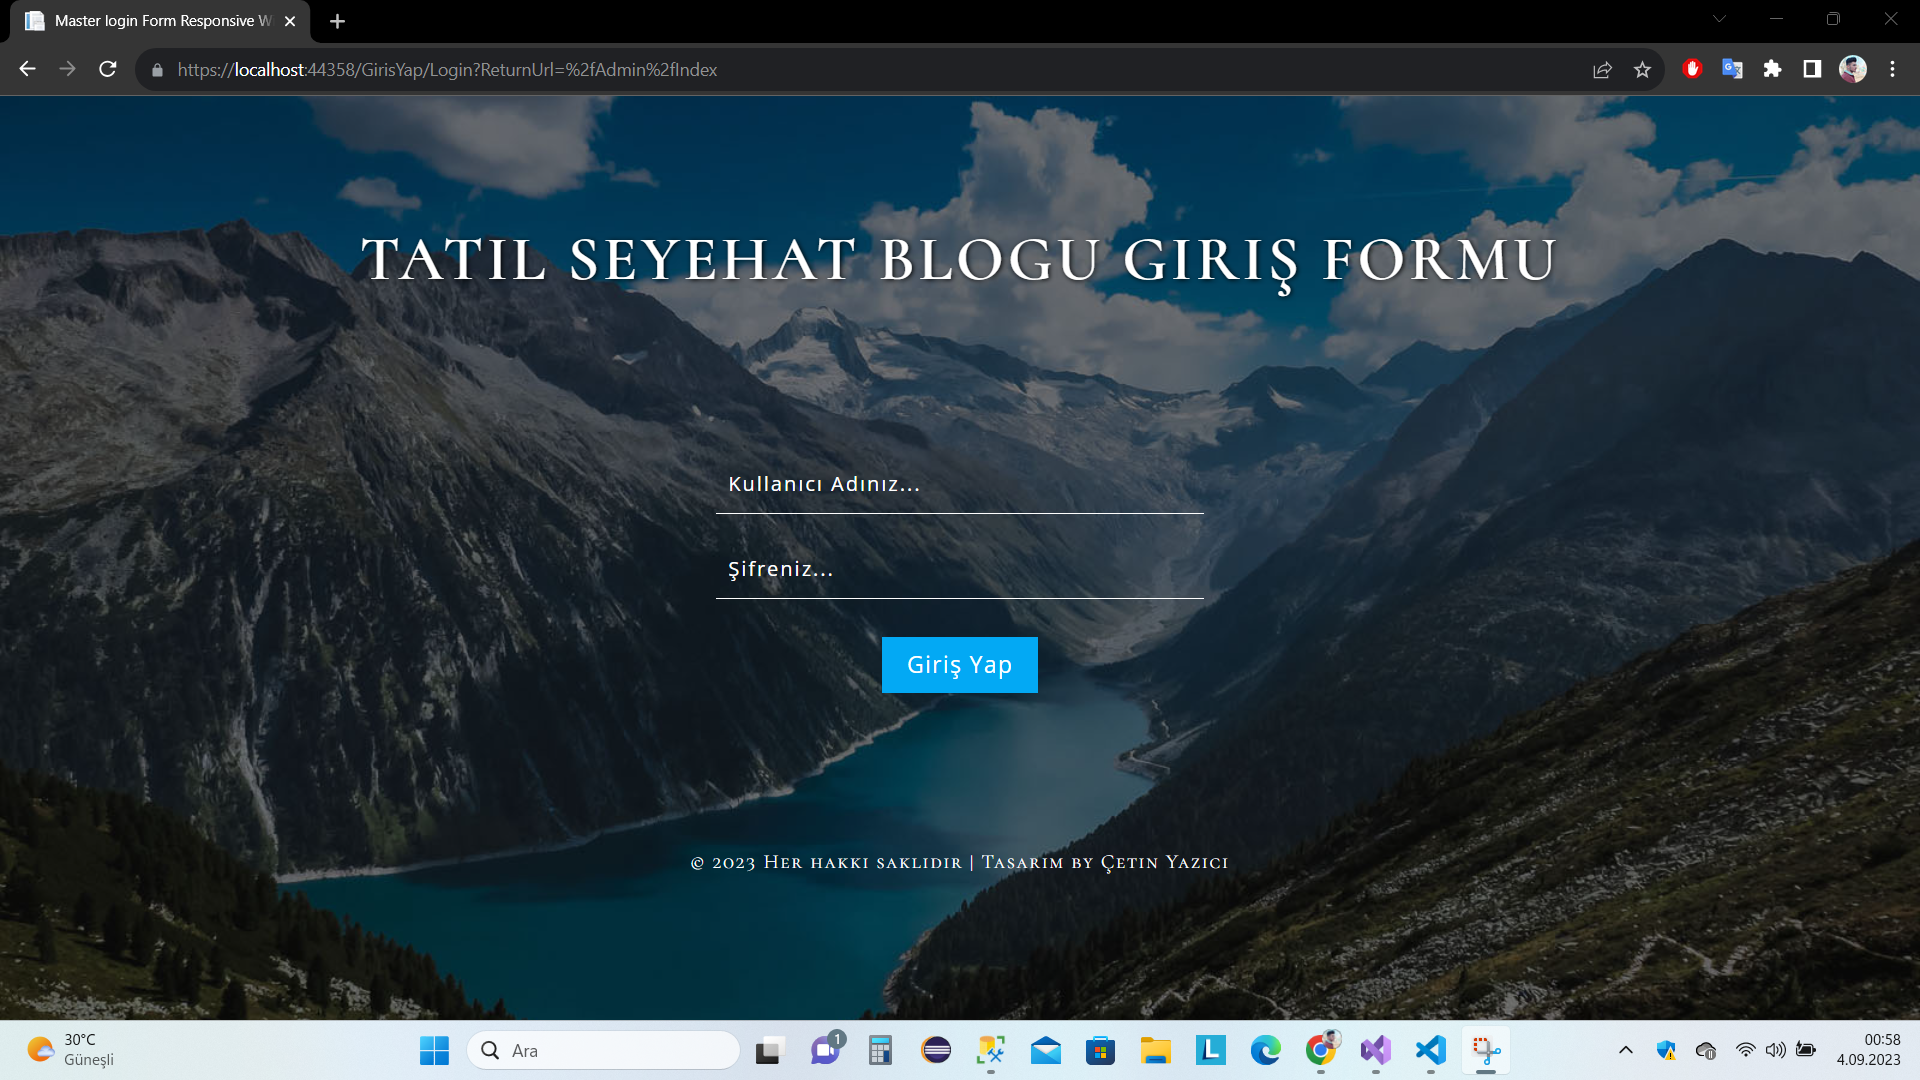 Master login Form Responsive W
https://localhost:44358/GirisYap/Login?ReturnUrl=%2fAdmin%2fIndex
TATIL SEYEHAT BLOGU GIRIŞ FORMU
Kullanıcı Adınız...
Şifreniz...
Giriş Yap
© 2023 Her hakkı saklıdır | Tasarım by Çetin Yazici
30°C
Güneşli
Ara
1
00:58
4.09.2023